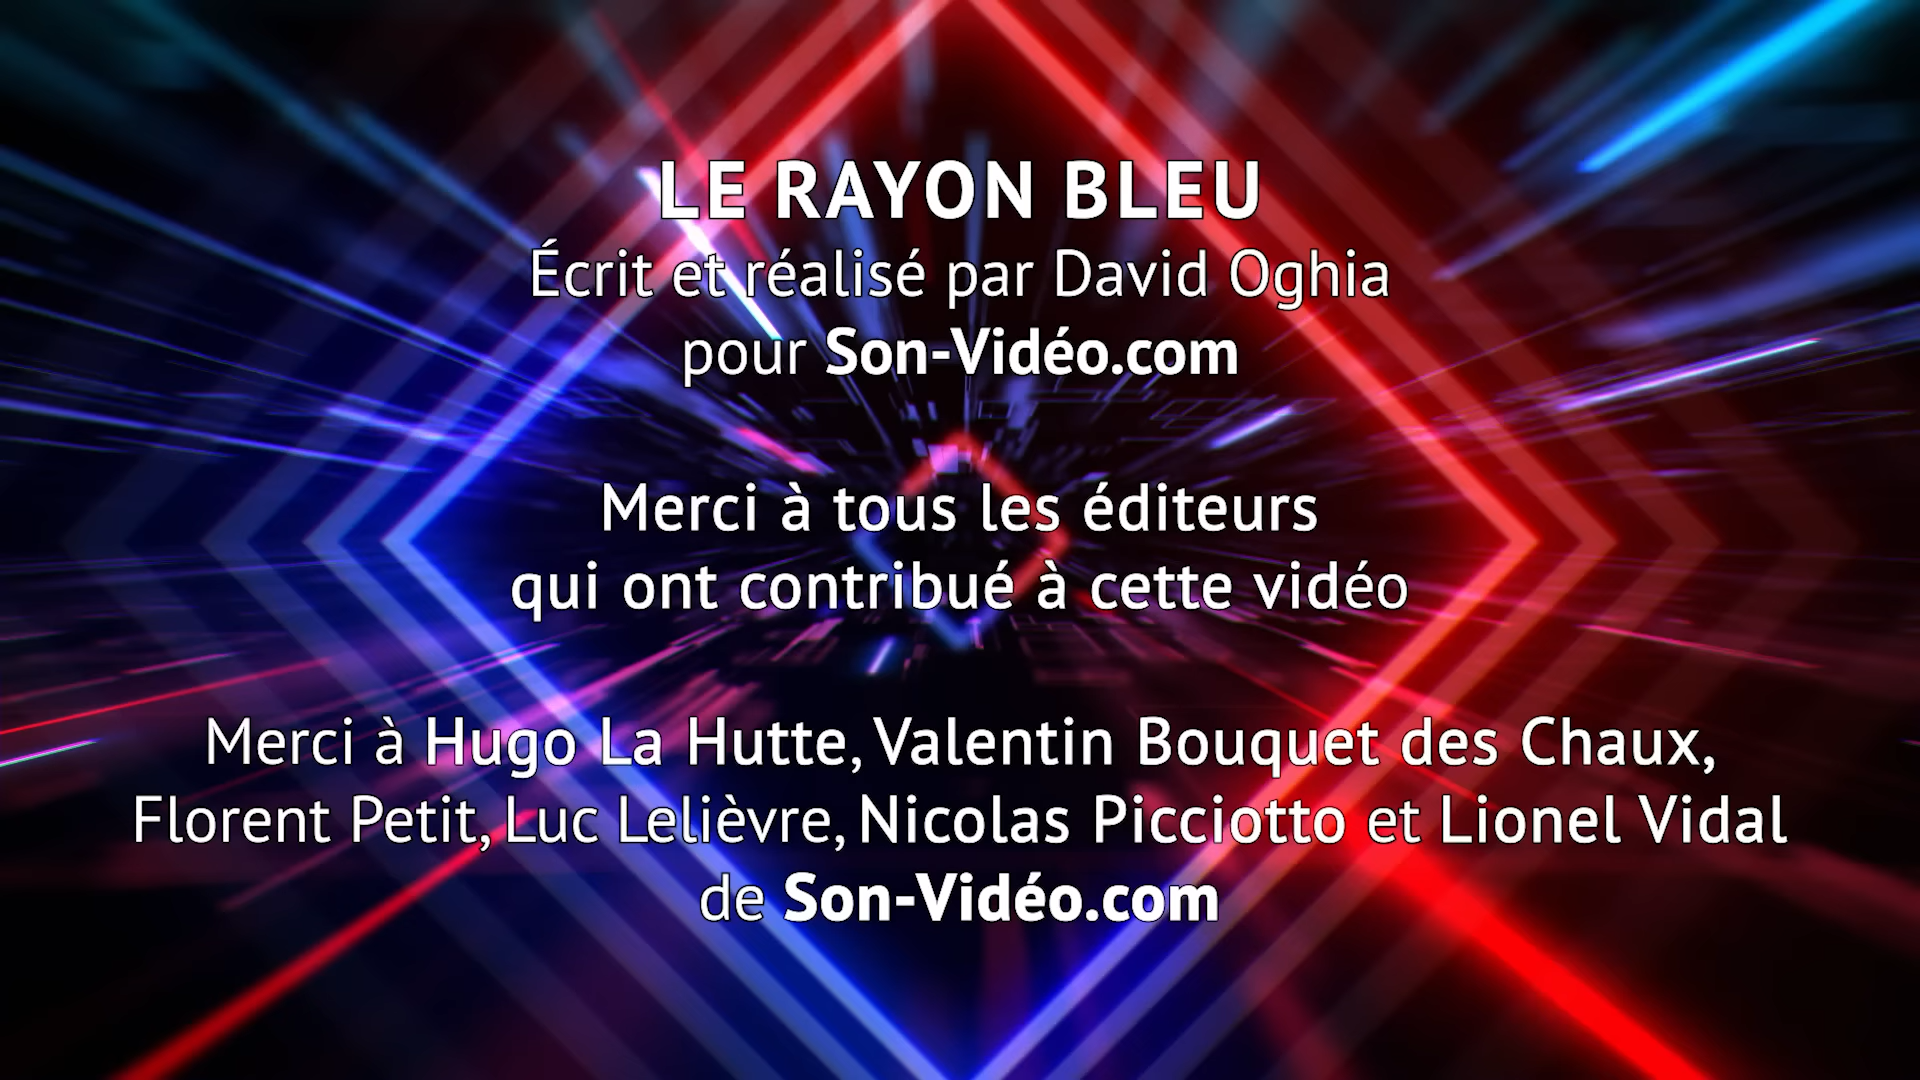 LE RAYON BLEU
Écrit et réalisé par David Oghia
pour Son-Vidéo.com
Merci à tous les éditeurs
qui ont contribué à cette vidéo
Merci à Hugo La Hutte, Valentin Bouquet des Chaux,
Florent Petit, Luc Lelièvre, Nicolas Picciotto et Lionel Vidal
de Son-Vidéo.com